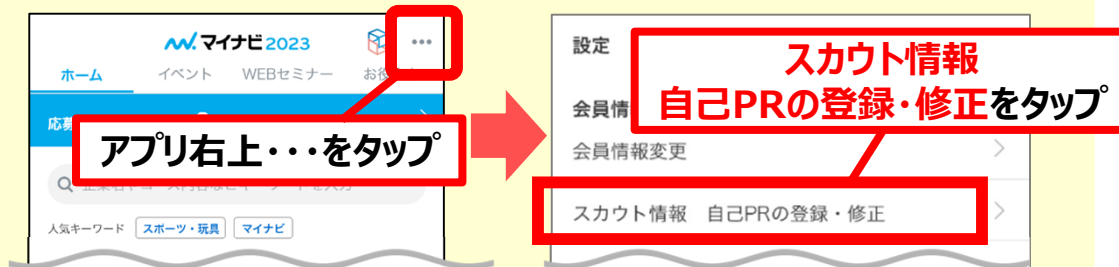 マイナビ2023
ホーム イベント WEBセミナー お役
応募
アプリ右上・・・をタップ
人気キーワード スポーツ・玩具 マイナビ
設定
スカウト情報
自己PRの登録・修正をタップ
会員情
会員情報変更
スカウト情報 自己PRの登録・修正